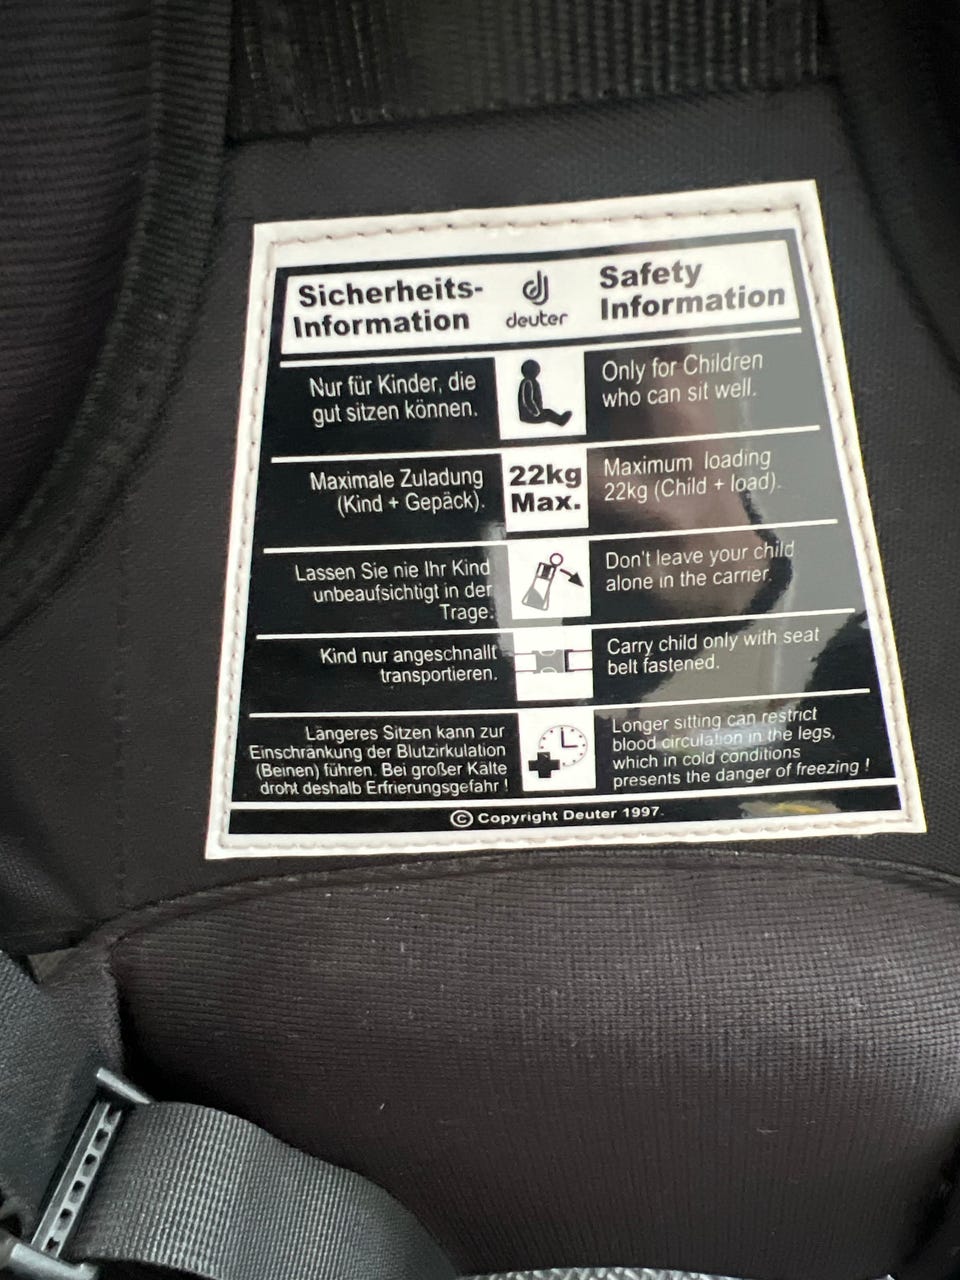 Sicherheits-
Information
deuter
Safety
Information
Nur für Kinder, die
gut sitzen können.
Only for Children
who can sit well.
Maximale Zuladung
(Kind + Gepäck).
22kg
Max.
Maximum loading
22kg (Child + load).
Lassen Sie nie Ihr Kind
unbeaufsichtigt in der
Trage.
Don't leave your child
alone in the carrier.
Kind nur angeschnallt
transportieren.
Carry child only with seat
belt fastened.
Längeres Sitzen kann zur
Einschränkung der Blutzirkulation
(Beinen) führen. Bei großer Kälte
droht deshalb Erfrierungsgefahr !
Longer sitting can restrict
blood circulation in the legs,
which in cold conditions
presents the danger of freezing !
© Copyright Deuter 1997.